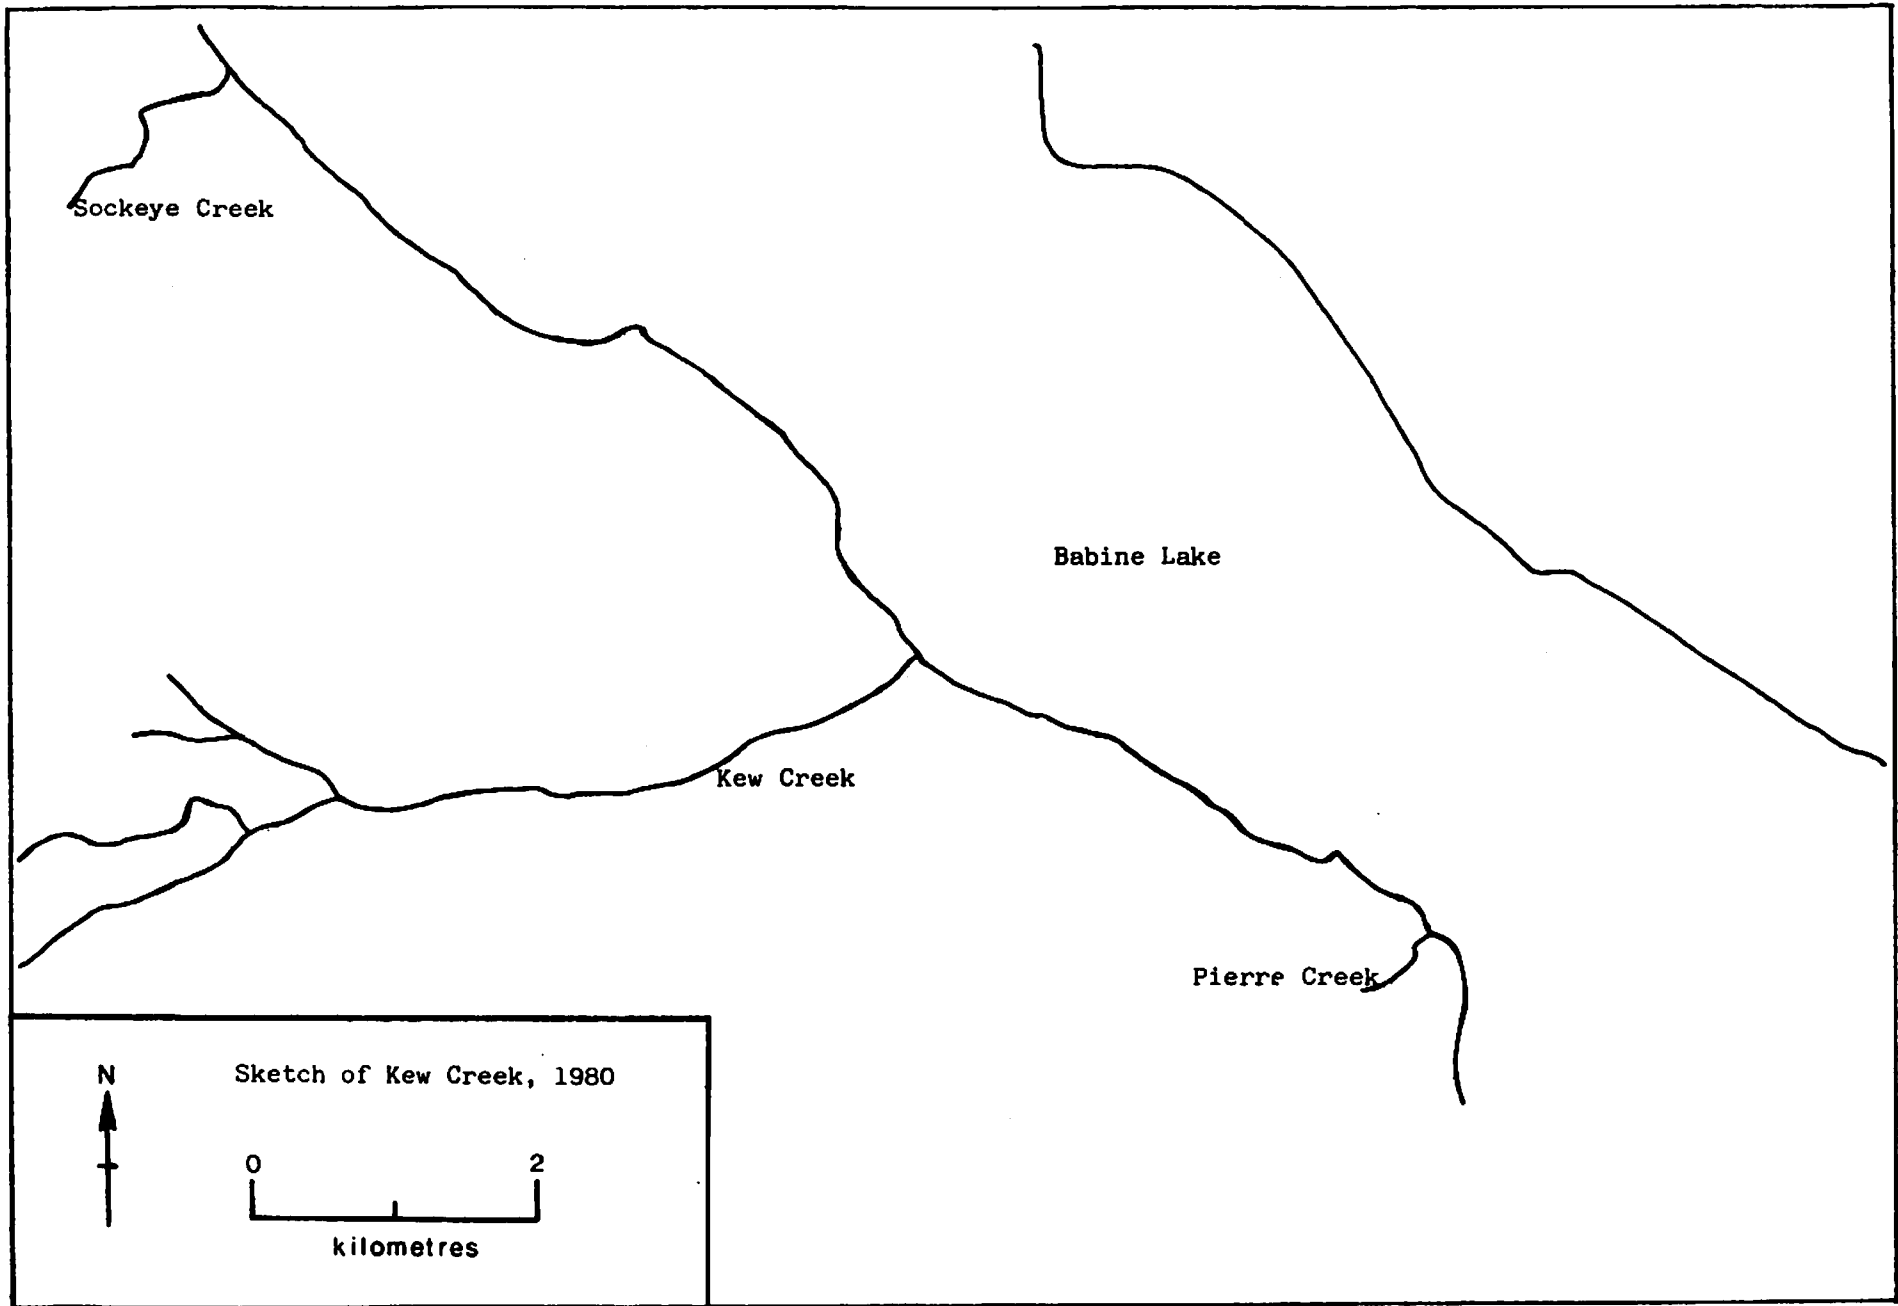 Sockeye Creek
Babine Lake
Kew Creek
Pierre Creek
N
Sketch of Kew Creek, 1980
0 2
kilometres